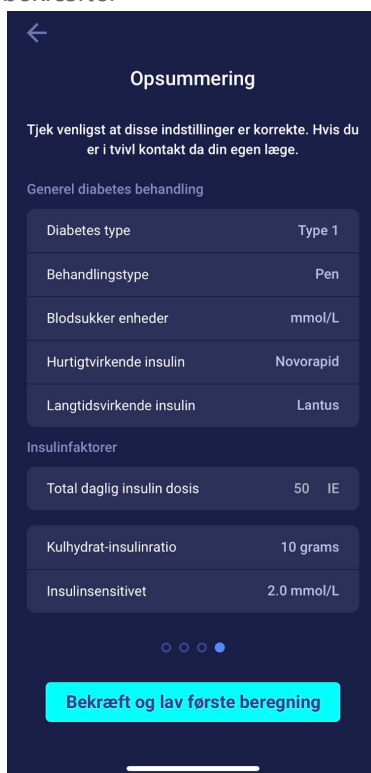 Opsummering
Tjek venligst at disse indstillinger er korrekte. Hvis du
er i tvivl kontakt da din egen læge.
Generel diabetes behandling
Diabetes type Type 1
Behandlingstype Pen
Blodsukker enheder mmol/L
Hurtigtvirkende insulin Novorapid
Langtidsvirkende insulin Lantus
Insulinfaktorer
Total daglig insulin dosis 50 IE
Kulhydrat-insulinratio 10 grams
Insulinsensitivet 2.0 mmol/L
Bekræft og lav første beregning